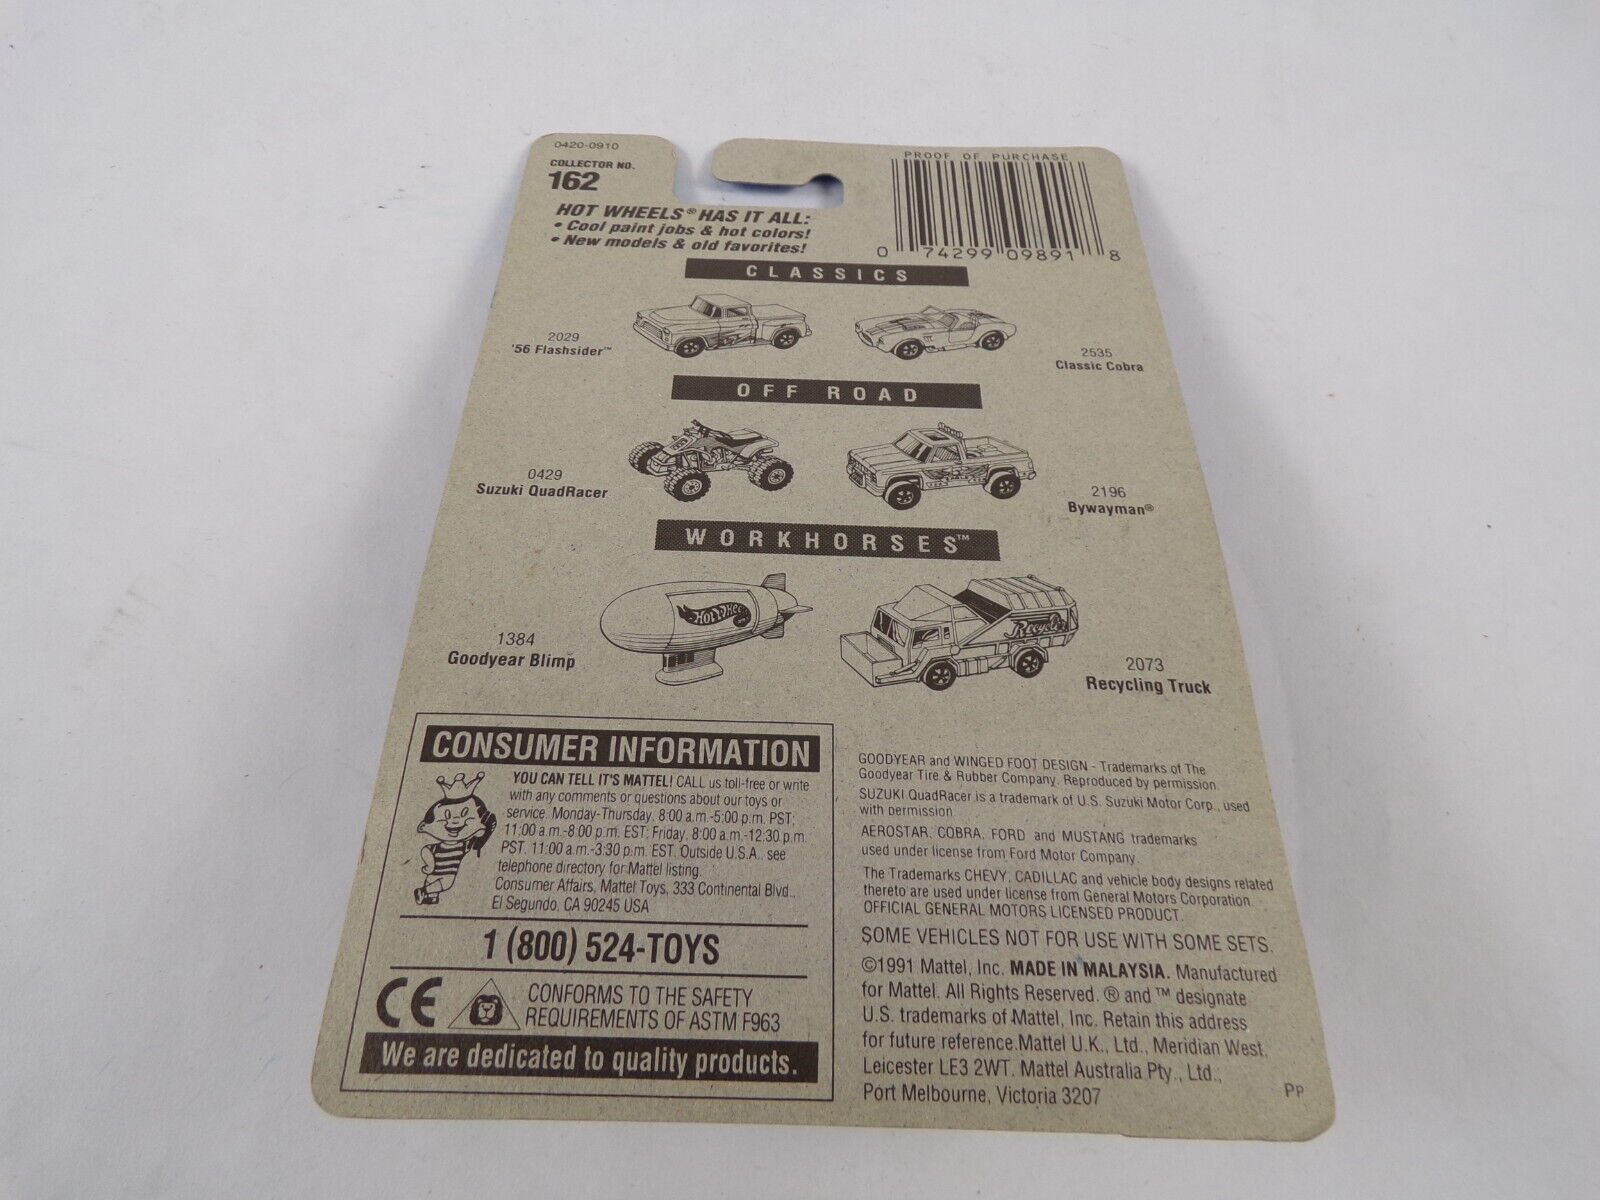 0420-0910
COLLECTOR NO.
162
HOT WHEELS® HAS IT ALL:
• Cool paint jobs & hot colors!
• New models & old favorites!
PROOF OF PURCHASE
0 74299 09891 8
CLASSICS
2029
'56 Flashsider™
2535
Classic Cobra
OFF ROAD
0429
Suzuki QuadRacer
2196
Bywayman®
WORKHORSES™
1384
Goodyear Blimp
Hot Whee
Recycler
2073
Recycling Truck
CONSUMER INFORMATION
YOU CAN TELL IT'S MATTEL! CALL us toll-free or write
with any comments or questions about our toys or
service. Monday-Thursday, 8:00 a.m.-5:00 p.m. PST;
11:00 a.m.-8:00 p.m. EST; Friday, 8:00 a.m.-12:30 p.m.
PST, 11:00 a.m.-3:30 p.m. EST. Outside U.S.A., see
telephone directory for Mattel listing.
Consumer Affairs, Mattel Toys, 333 Continental Blvd.,
El Segundo, CA 90245 USA
1 (800) 524-TOYS
CE
CONFORMS TO THE SAFETY
REQUIREMENTS OF ASTM F963
We are dedicated to quality products.
GOODYEAR and WINGED FOOT DESIGN - Trademarks of The
Goodyear Tire & Rubber Company. Reproduced by permission.
SUZUKI QuadRacer is a trademark of U.S. Suzuki Motor Corp., used
with permission
AEROSTAR, COBRA, FORD and MUSTANG trademarks
used under license from Ford Motor Company.
The Trademarks CHEVY, CADILLAC and vehicle body designs related
thereto are used under license from General Motors Corporation
OFFICIAL GENERAL MOTORS LICENSED PRODUCT.
SOME VEHICLES NOT FOR USE WITH SOME SETS.
©1991 Mattel, Inc. MADE IN MALAYSIA. Manufactured
for Mattel. All Rights Reserved. ® and ™ designate
U.S. trademarks of Mattel, Inc. Retain this address
for future reference.Mattel U.K., Ltd., Meridian West,
Leicester LE3 2WT. Mattel Australia Pty., Ltd.,
Port Melbourne, Victoria 3207
PP